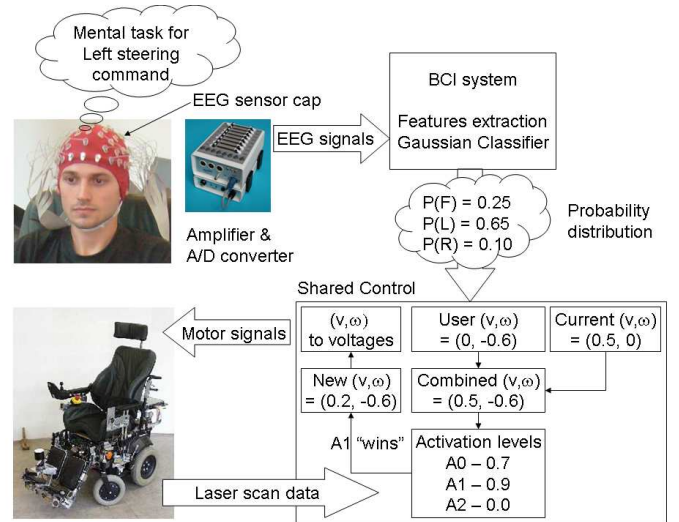 Mental task for
Left steering
command
EEG sensor cap
EEG signals
BCI system
Features extraction
Gaussian Classifier
Amplifier &
A/D converter
P(F) = 0.25
P(L) = 0.65
P(R) = 0.10
Probability
distribution
Shared Control
Motor signals
(v,ω)
to voltages
User (v,ω)
= (0, -0.6)
Current (v,ω)
= (0.5, 0)
New (v,ω)
= (0.2, -0.6)
Combined (v,ω)
= (0.5, -0.6)
A1 "wins"
Activation levels
A0 – 0.7
A1 – 0.9
A2 – 0.0
Laser scan data